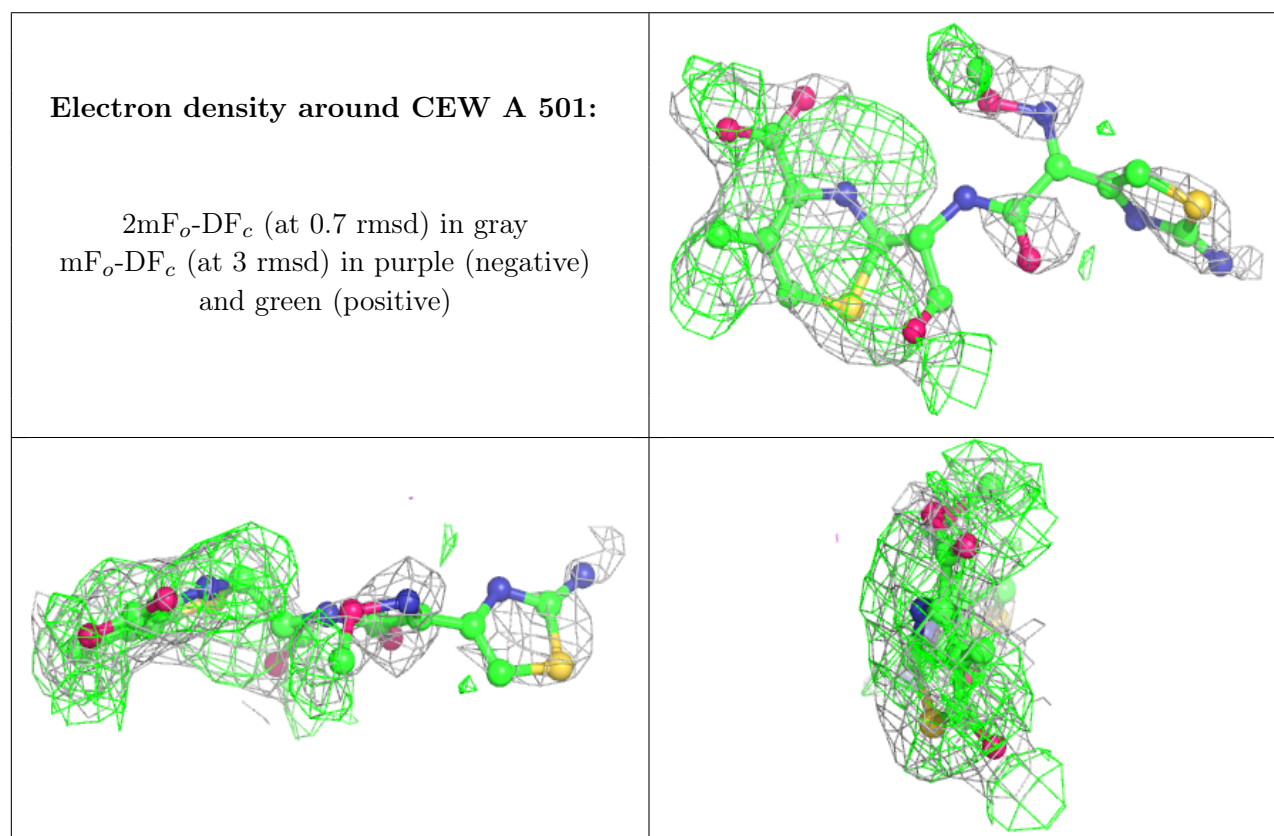 Electron density around CEW A 501:
2mFo-DFc (at 0.7 rmsd) in gray
mFo-DFc (at 3 rmsd) in purple (negative)
and green (positive)